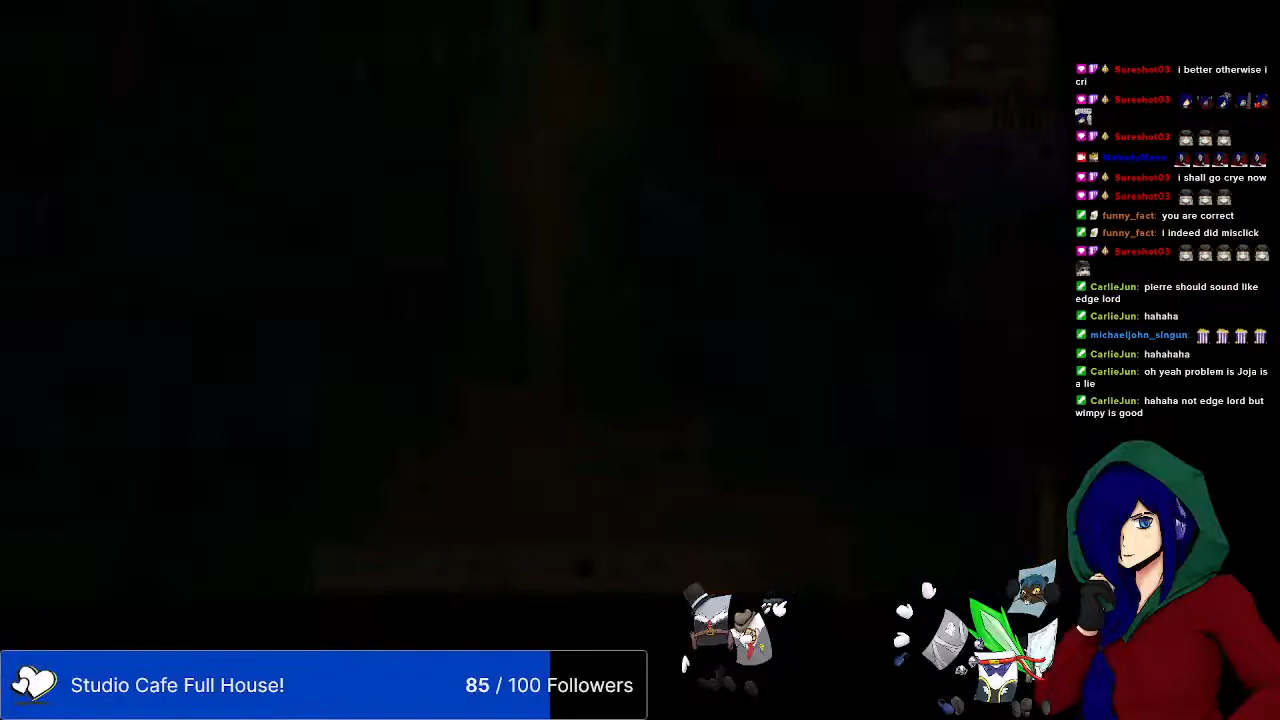 Sureshot03 i better otherwise i
cri
Sureshot03
Sureshot03
Sureshot03 i shall go crye now
Sureshot03
funny_fact: you are correct
funny_fact: i indeed did misclick
Sureshot03
CarlieJun: pierre should sound like
edge lord
CarlieJun: hahaha
michaeljohn_singun:
CarlieJun: hahahaha
CarlieJun: oh yeah problem is Joja is
a lie
CarlieJun: hahaha not edge lord but
wimpy is good
Studio Cafe Full House! 85 / 100 Followers